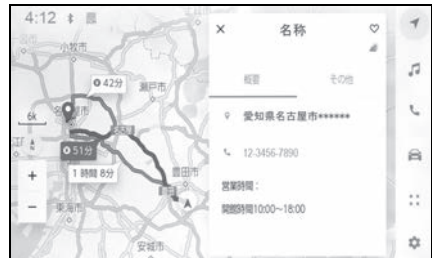 4:12
小牧市
42分
瀬戸市
6k
51分
1 時間 8分
豊田市
東海市
安城市
+
−
名称
概要
その他
愛知県名古屋市******
12-3456-7890
営業時間：
開館時間10:00〜18:00